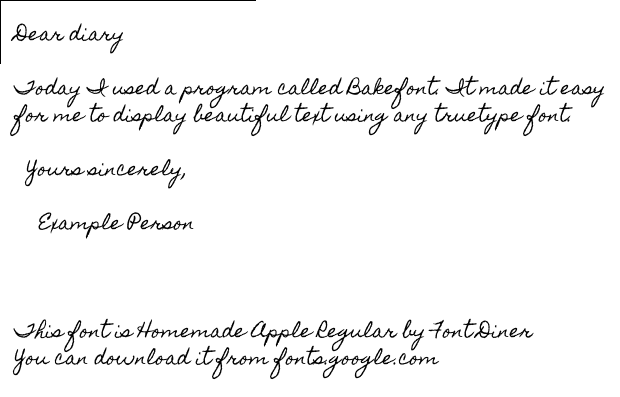 Dear diary
Today I used a program called Bakefont. It made it easy
for me to display beautiful text using any truetype font.
Yours sincerely,
Example Person
This font is Homemade Apple Regular by FontDiner
You can download it from fonts.google.com